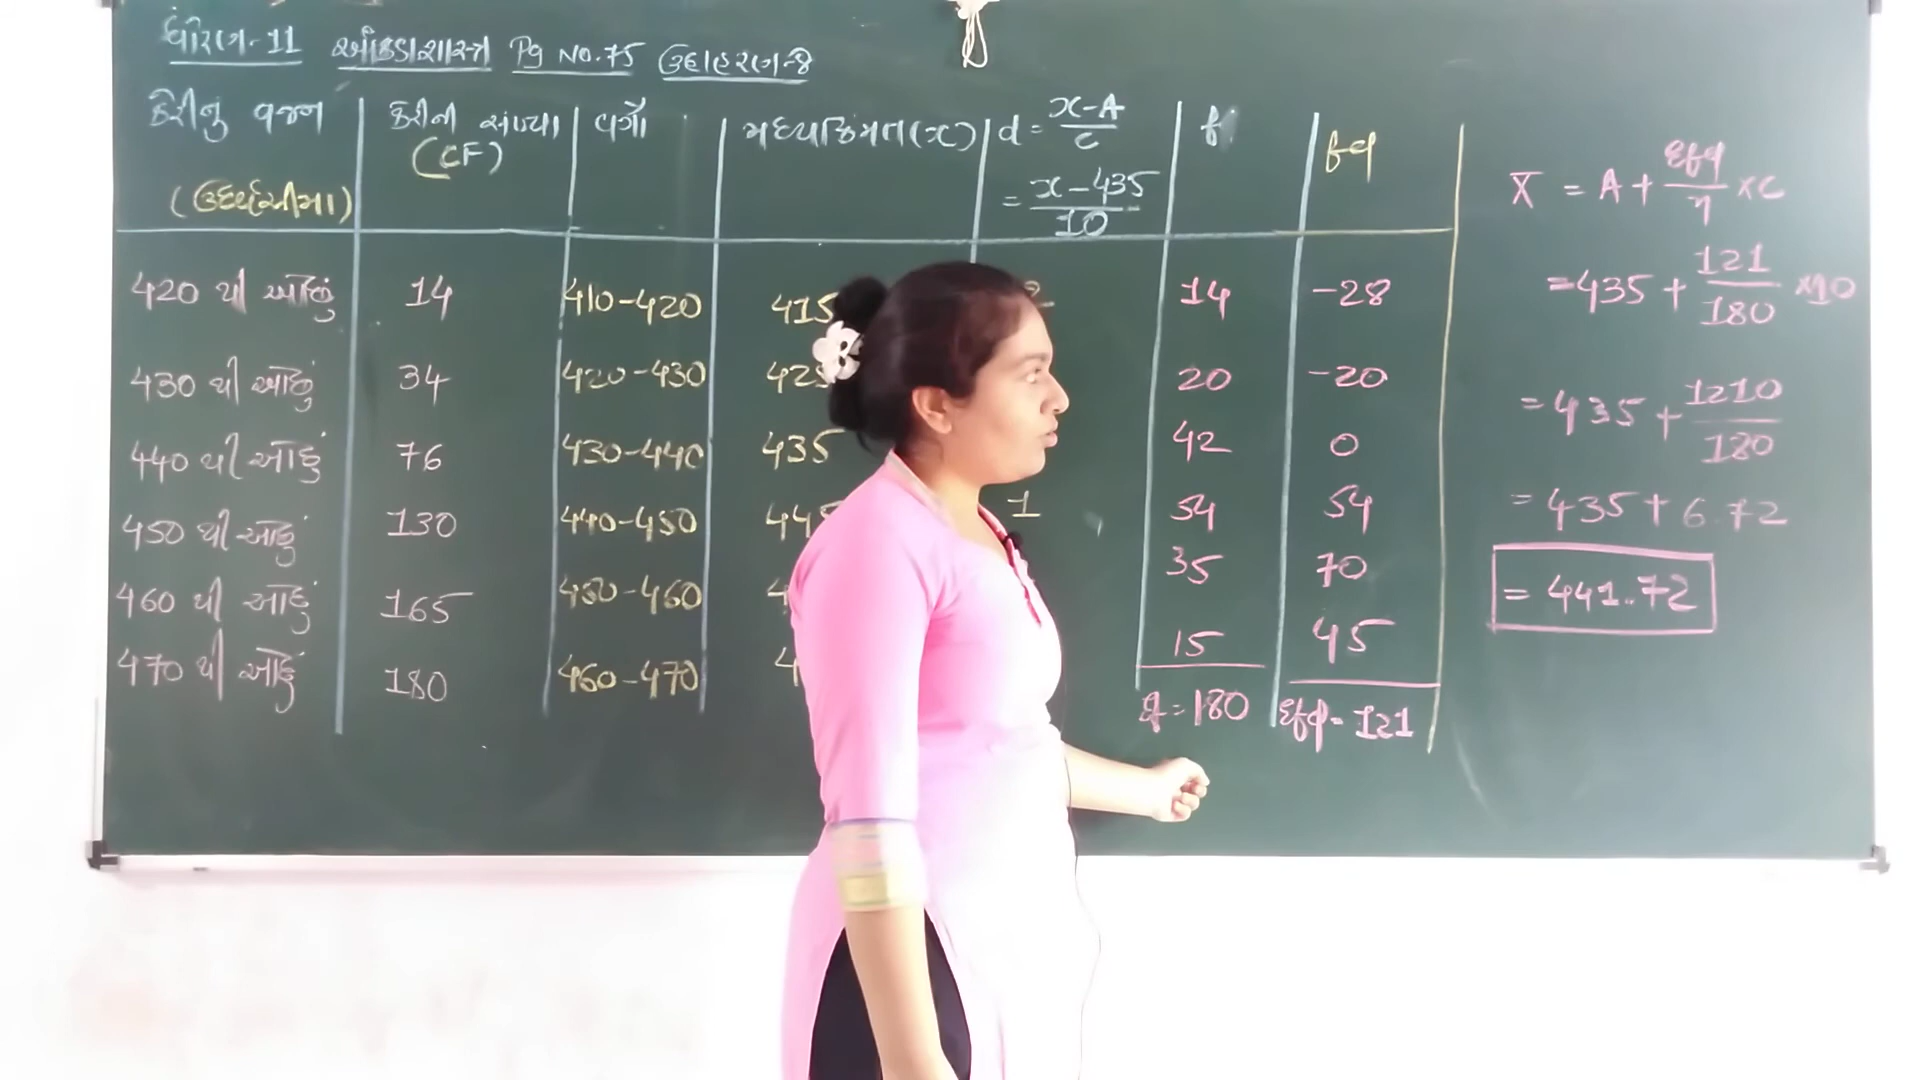 ધોરણ-11 આંકડાશાસ્ત્ર Pg NO.75 ઉદાહરણ-8
કેરીનું વજન કેરીની સંખ્યા વર્ગો મધ્યકિંમત(x) d = x-A / c f fd
(ઉર્ધ્વસીમા) (CF) = x-435 / 10
420 થી ઓછું 14 410-420 415 14 -28
430 થી ઓછું 34 420-430 425 20 -20
440 થી ઓછું 76 430-440 435 42 0
450 થી ઓછું 130 440-450 445 1 54 54
460 થી ઓછું 165 450-460 35 70
470 થી ઓછું 180 460-470 15 45
n=180 Σfd=121
x̄ = A + Σfd / n × c
=435 + 121 / 180 ×10
=435 + 1210 / 180
=435 + 6.72
= 441.72